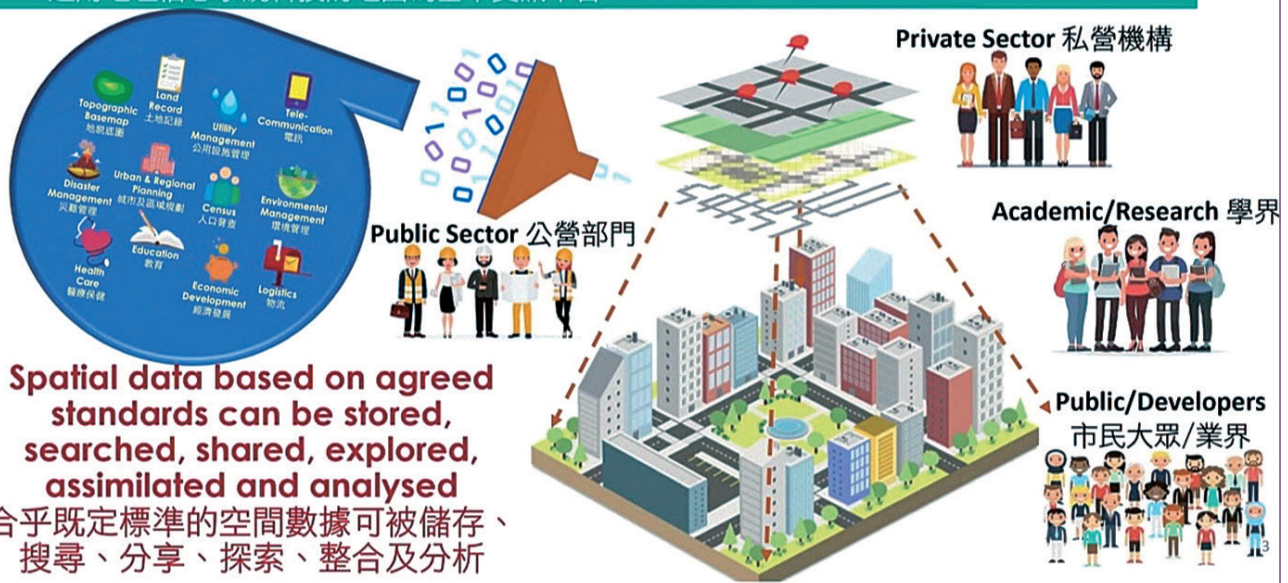 Topographic
Basemap
地貌底圖
Land
Record
土地記錄
Utility
Management
公用設施管理
Tele-
Communication
電訊
Disaster
Management
災難管理
Urban & Regional
Planning
城市及區域規劃
Census
人口普查
Environmental
Management
環境管理
Health
Care
醫療保健
Education
教育
Economic
Development
經濟發展
Logistics
物流
Public Sector 公營部門
Private Sector 私營機構
Academic/Research 學界
Public/Developers
市民大眾/業界
Spatial data based on agreed
standards can be stored,
searched, shared, explored,
assimilated and analysed
合乎既定標準的空間數據可被儲存、
搜尋、分享、探索、整合及分析
3